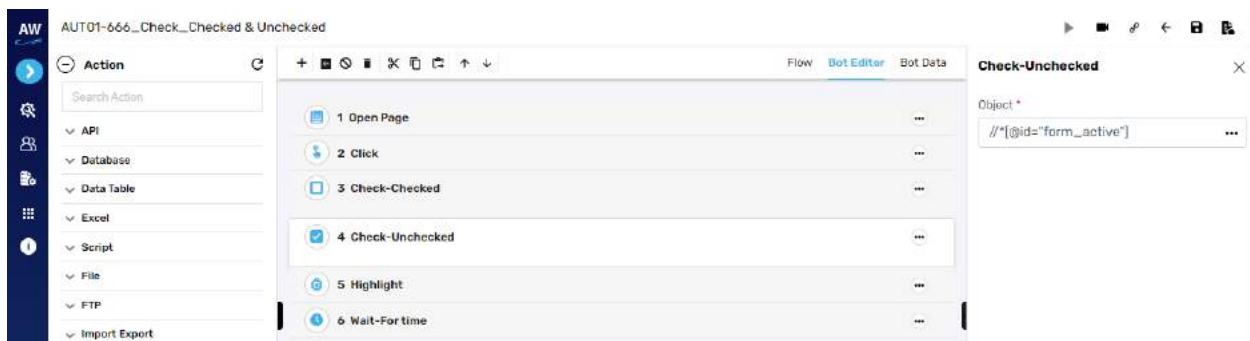 AW
AUT01-666_Check_Checked & Unchecked
Action
Search Action
API
Database
Data Table
Excel
Script
File
FTP
Import Export
Flow
Bot Editor
Bot Data
1 Open Page
2 Click
3 Check-Checked
4 Check-Unchecked
5 Highlight
6 Wait-For time
Check-Unchecked
Object *
//*[@id="form_active"]